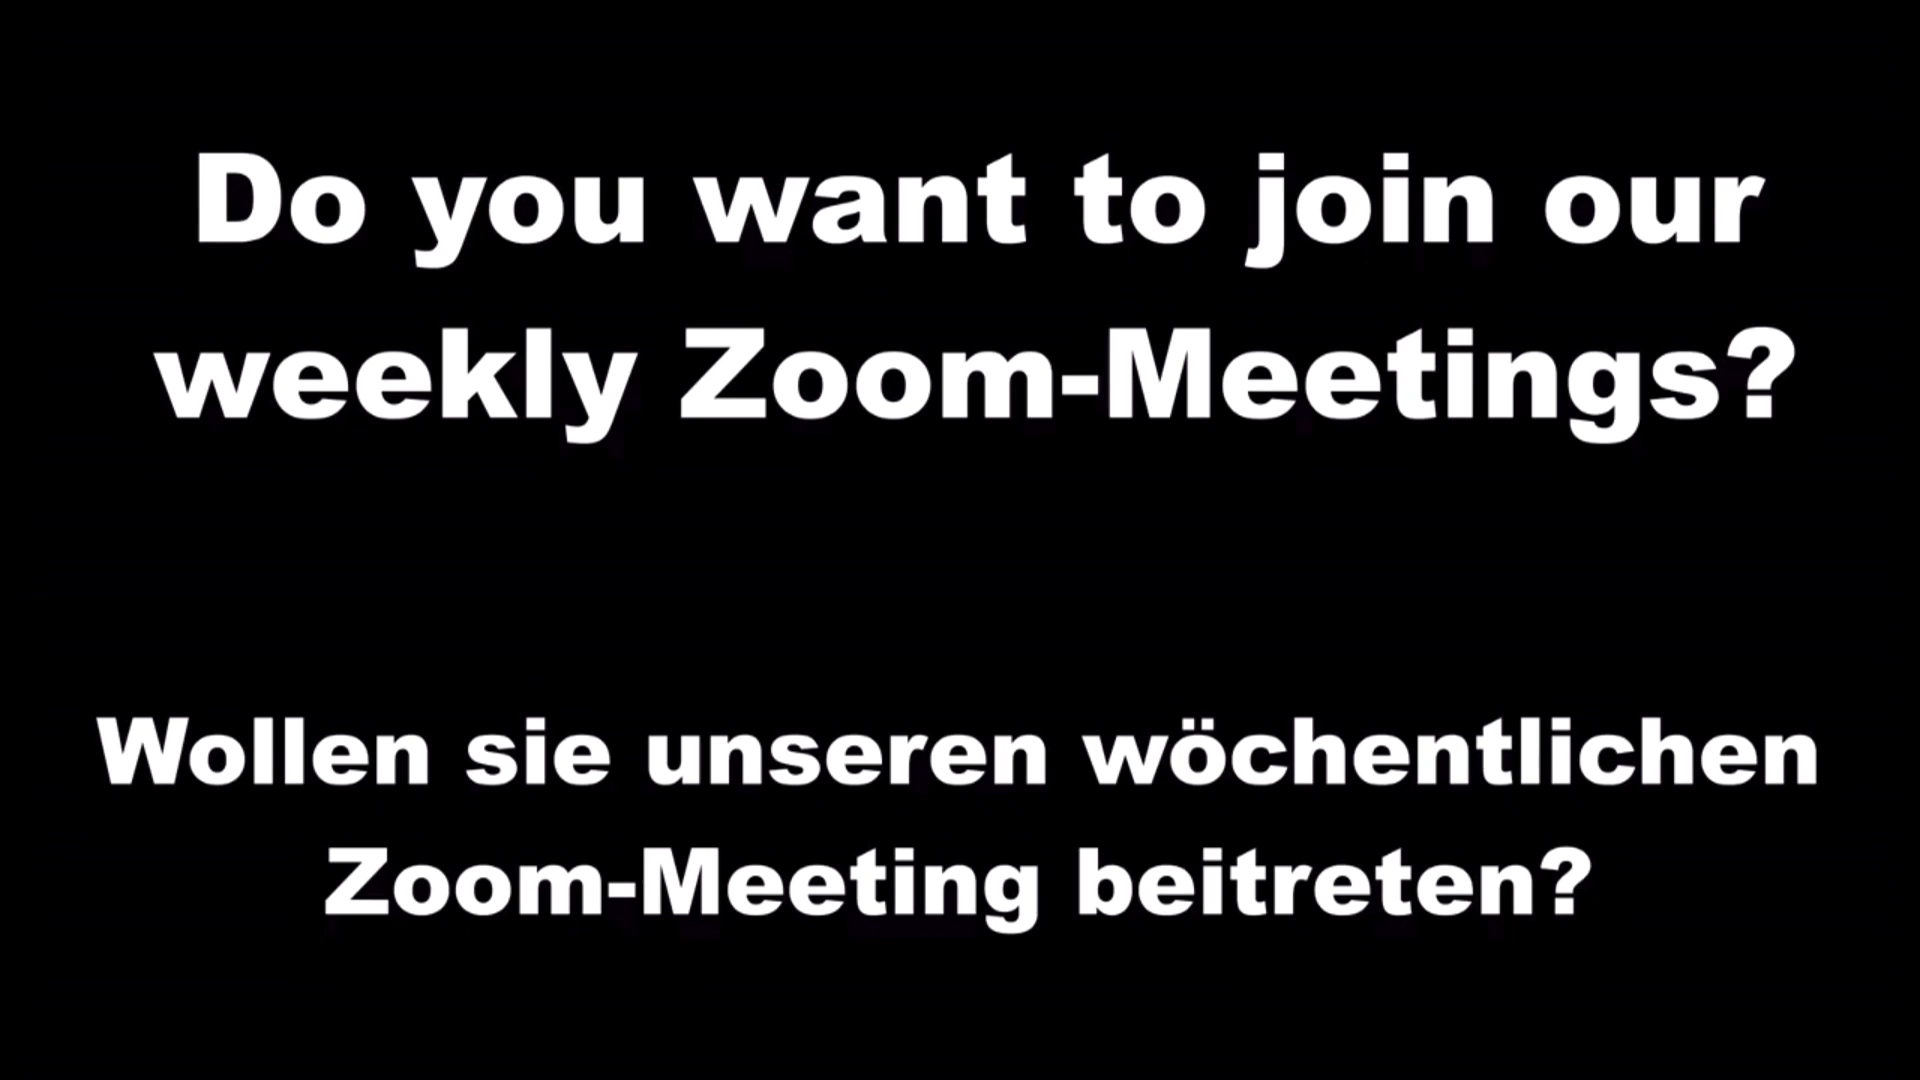 Do you want to join our
weekly Zoom-Meetings?
Wollen sie unseren wöchentlichen
Zoom-Meeting beitreten?